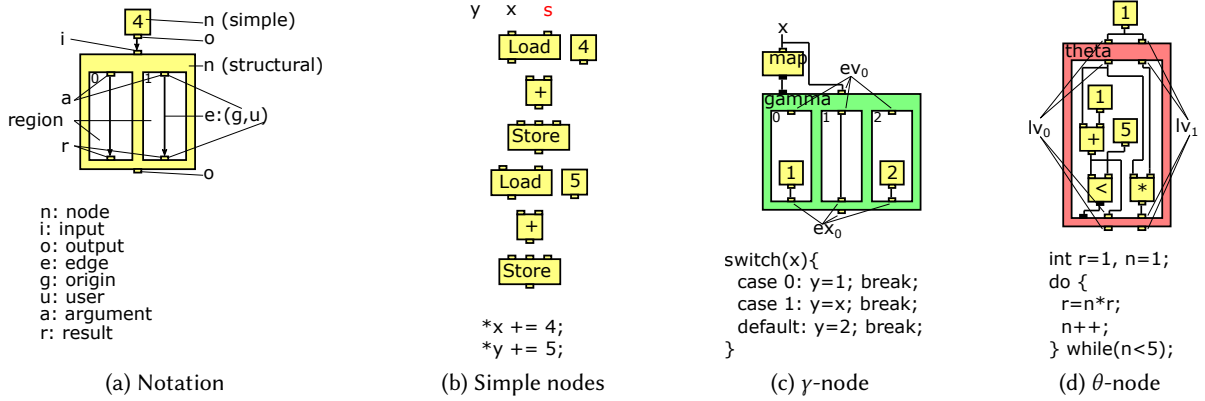 4
n (simple)
o
i
n (structural)
0
1
a
region
e:(g,u)
r
o
n: node
i: input
o: output
e: edge
g: origin
u: user
a: argument
r: result
(a) Notation
y x s
Load 4
+
Store
Load 5
+
Store
*x += 4;
*y += 5;
(b) Simple nodes
x
map
ev0
gamma
0 1 2
1 2
ex0
switch(x){
case 0: y=1; break;
case 1: y=x; break;
default: y=2; break;
}
(c) γ-node
1
theta
1
5
+
lv0
lv1
< *
int r=1, n=1;
do {
r=n*r;
n++;
} while(n<5);
(d) θ-node